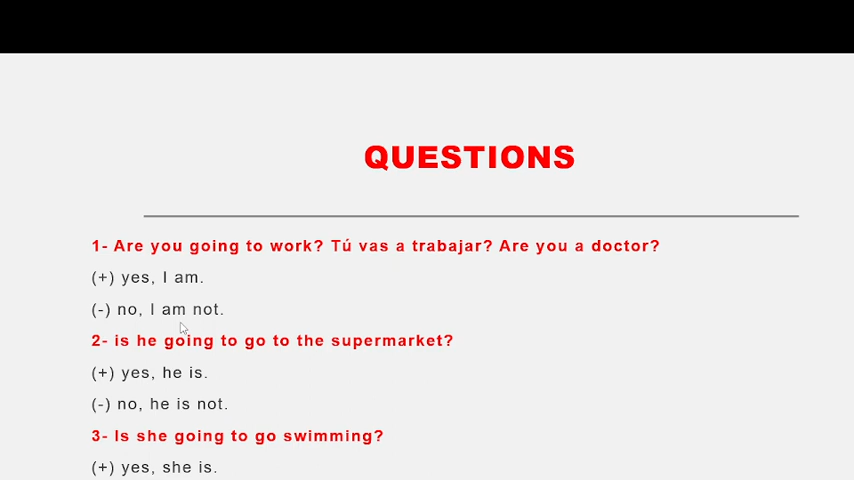 QUESTIONS
1- Are you going to work? Tú vas a trabajar? Are you a doctor?
(+) yes, I am.
(-) no, I am not.
2- is he going to go to the supermarket?
(+) yes, he is.
(-) no, he is not.
3- Is she going to go swimming?
(+) yes, she is.